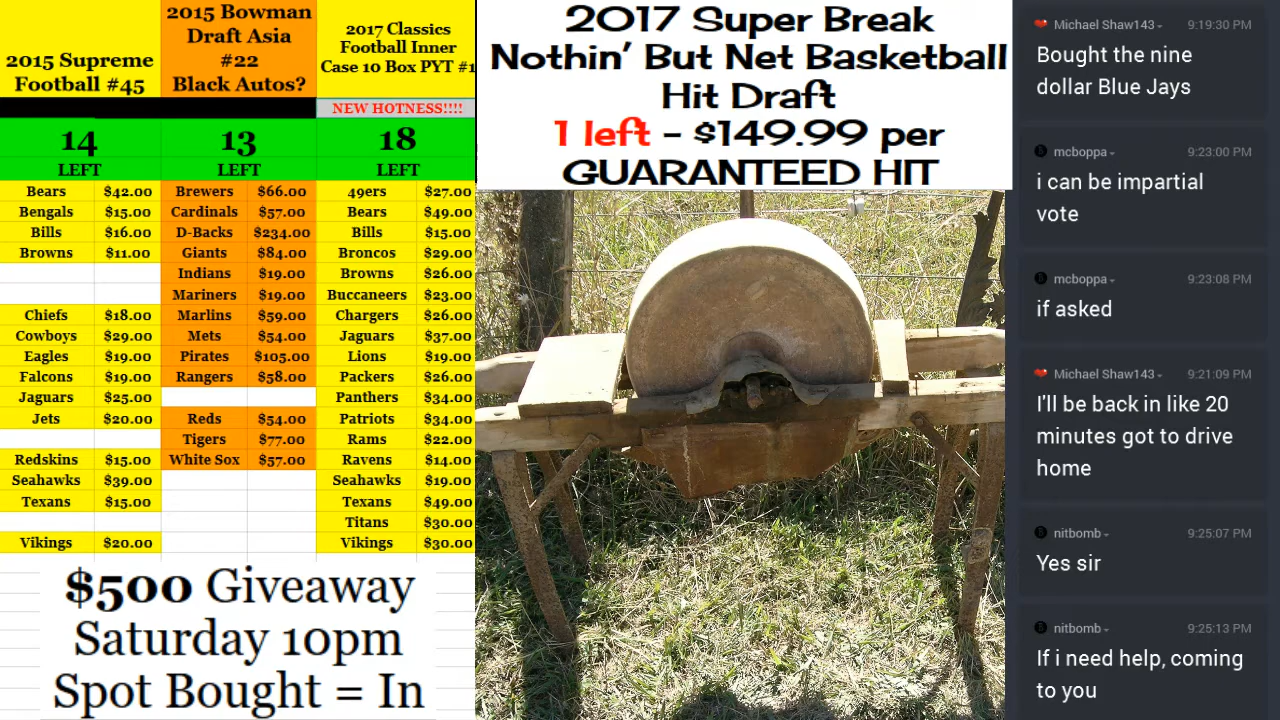 2015 Supreme
Football #45
14
LEFT
Bears $42.00
Bengals $15.00
Bills $16.00
Browns $11.00
Chiefs $18.00
Cowboys $29.00
Eagles $19.00
Falcons $19.00
Jaguars $25.00
Jets $20.00
Redskins $15.00
Seahawks $39.00
Texans $15.00
Vikings $20.00
2015 Bowman
Draft Asia
#22
Black Autos?
13
LEFT
Brewers $66.00
Cardinals $57.00
D-Backs $234.00
Giants $84.00
Indians $19.00
Mariners $19.00
Marlins $59.00
Mets $54.00
Pirates $105.00
Rangers $58.00
Reds $54.00
Tigers $77.00
White Sox $57.00
2017 Classics
Football Inner
Case 10 Box PYT #1
NEW HOTNESS!!!!
18
LEFT
49ers $27.00
Bears $49.00
Bills $15.00
Broncos $29.00
Browns $26.00
Buccaneers $23.00
Chargers $26.00
Jaguars $37.00
Lions $19.00
Packers $26.00
Panthers $34.00
Patriots $34.00
Rams $22.00
Ravens $14.00
Seahawks $19.00
Texans $49.00
Titans $30.00
Vikings $30.00
$500 Giveaway
Saturday 10pm
Spot Bought = In
2017 Super Break
Nothin' But Net Basketball
Hit Draft
1 left - $149.99 per
GUARANTEED HIT
Michael Shaw143 9:19:30 PM
Bought the nine
dollar Blue Jays
mcboppa 9:23:00 PM
i can be impartial
vote
mcboppa 9:23:08 PM
if asked
Michael Shaw143 9:21:09 PM
I'll be back in like 20
minutes got to drive
home
nitbomb 9:25:07 PM
Yes sir
nitbomb 9:25:13 PM
If i need help, coming
to you